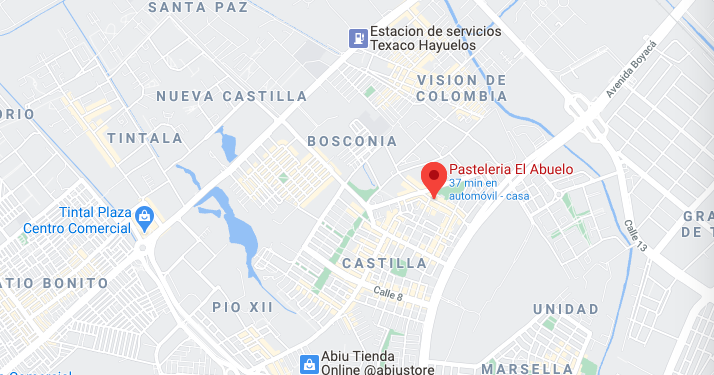 SANTA PAZ
Estacion de servicios
Texaco Hayuelos
Avenida Boyacá
VISION DE
COLOMBIA
NUEVA CASTILLA
ORIO
TINTALA
BOSCONIA
Pasteleria El Abuelo
37 min en
automóvil - casa
Tintal Plaza
Centro Comercial
GRA
DE T
Calle 13
CASTILLA
ATIO BONITO
Calle 8
PIO XII
UNIDAD
Abiu Tienda
Online @abiustore
MARSELLA
Comercial